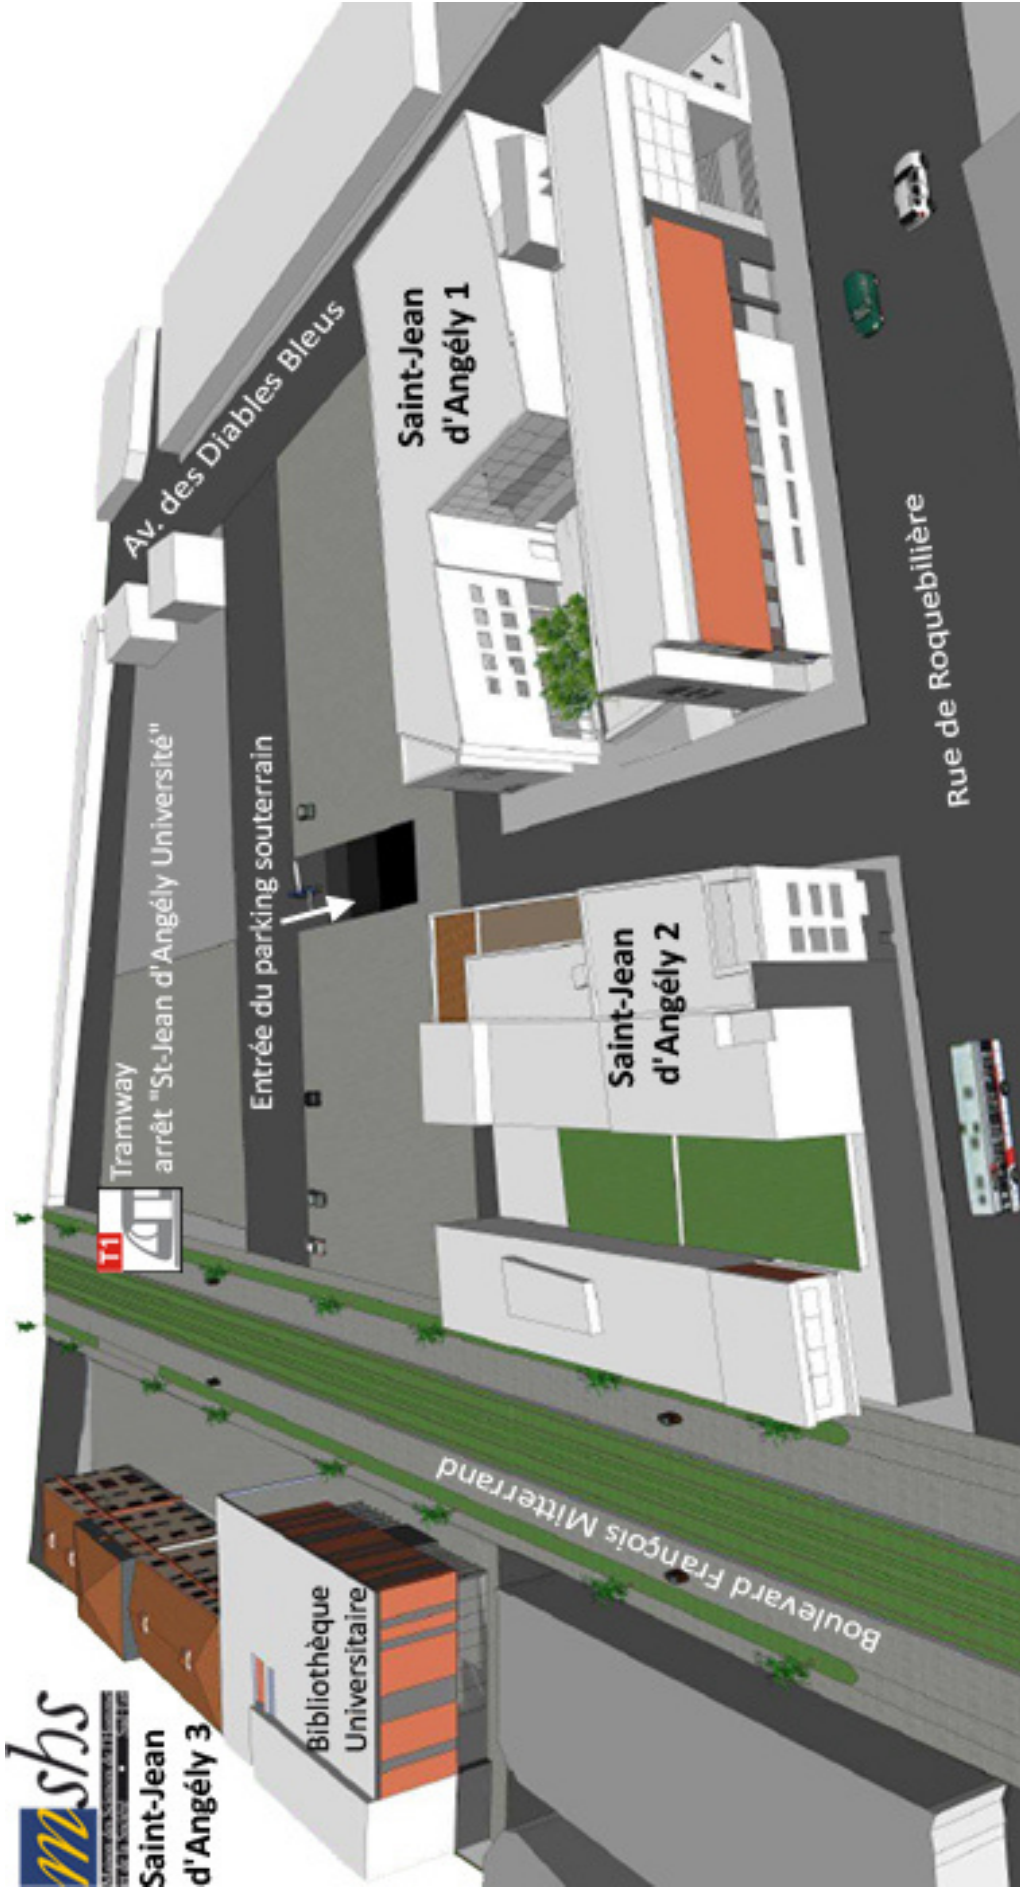 mshs
Saint-Jean
d'Angély 3
Bibliothèque
Universitaire
Boulevard François Mitterrand
T1
Tramway
arrêt "St-Jean d'Angély Université"
Entrée du parking souterrain
Av. des Diables Bleus
Saint-Jean
d'Angély 2
Saint-Jean
d'Angély 1
Rue de Roquebilière